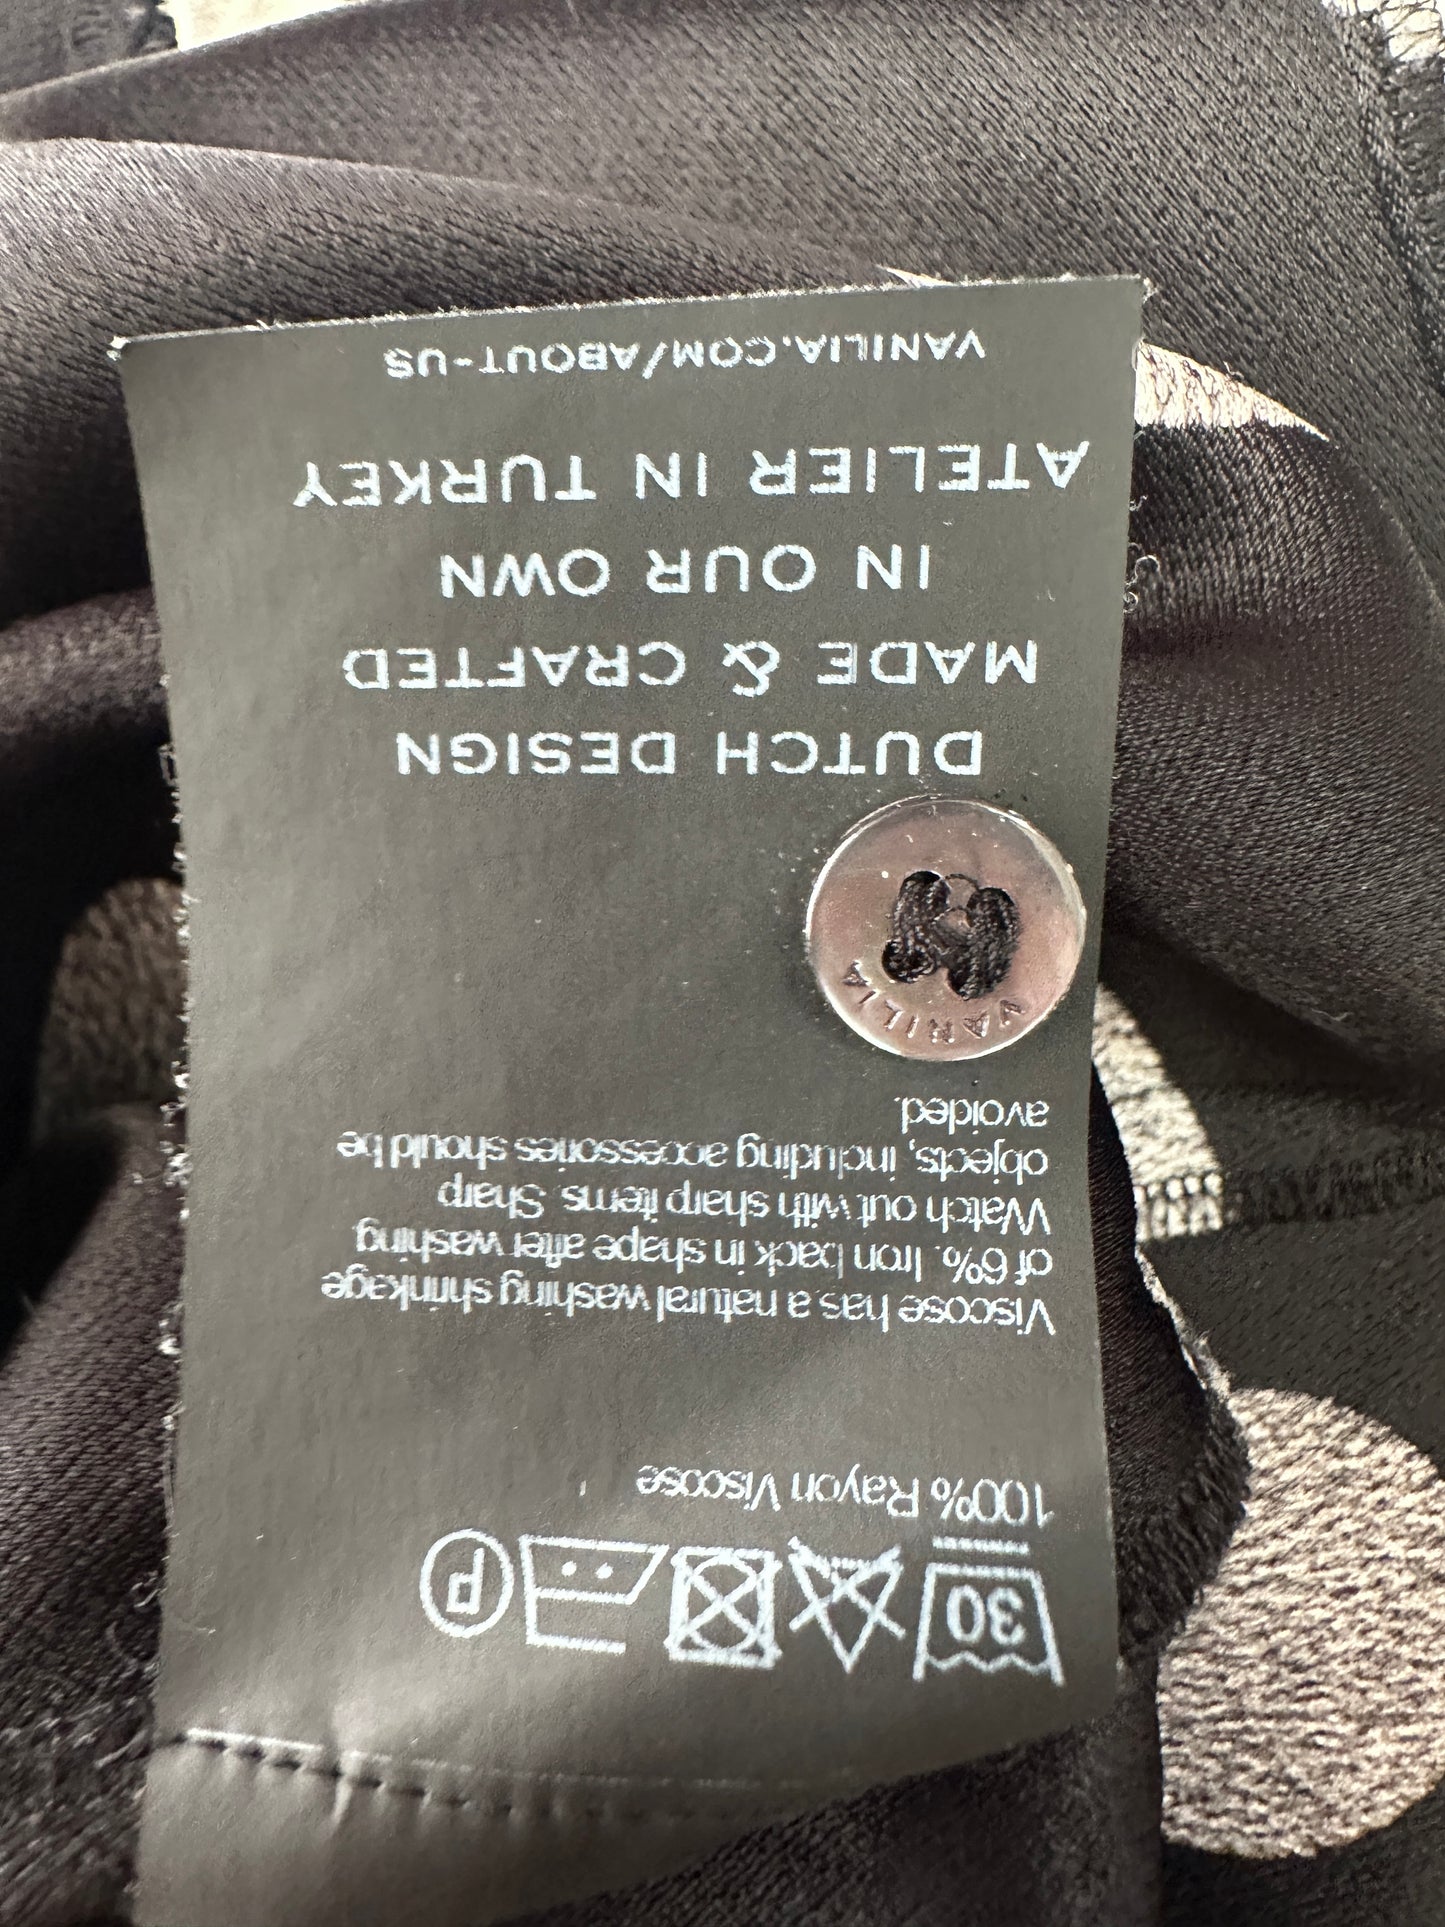 30
P
100% Rayon Viscose
Viscose has a natural washing shrinkage
of 6%. Iron back in shape after washing
Watch out with sharp items. Sharp
objects, including accessories should be
avoided.
VANILIA
DUTCH DESIGN
MADE & CRAFTED
IN OUR OWN
ATELIER IN TURKEY
VANILIA.COM/ABOUT-US